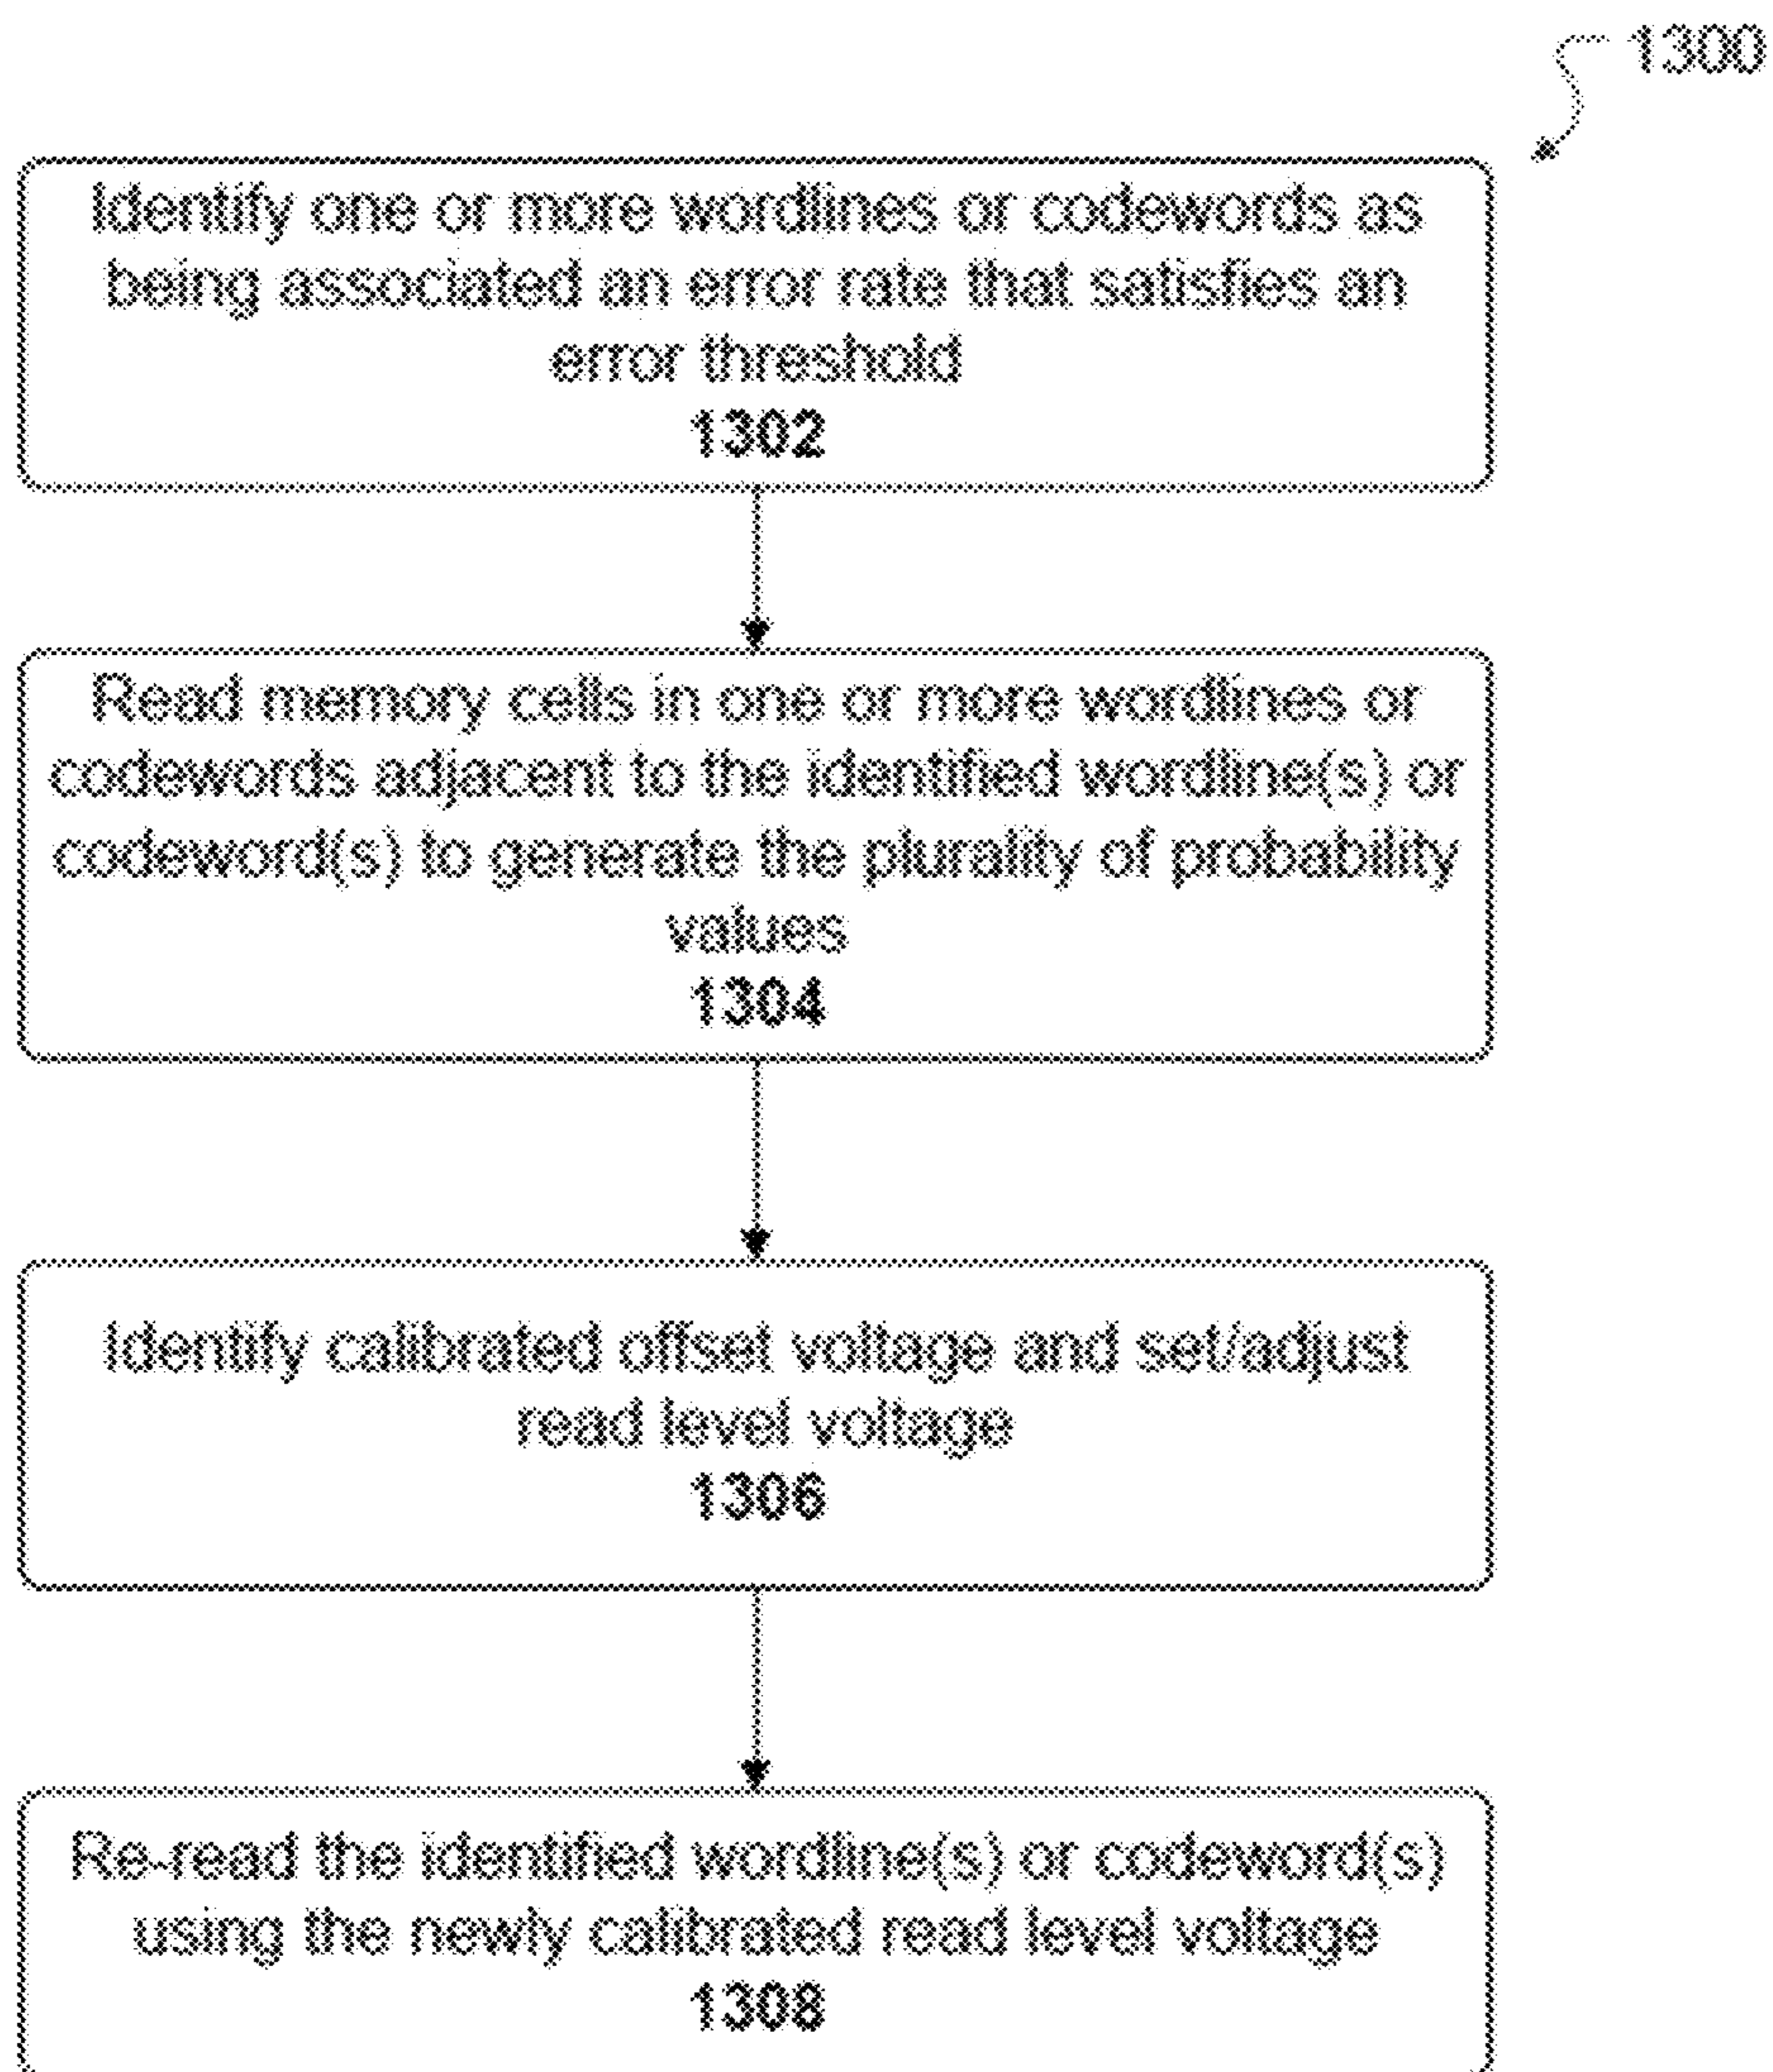 1300
Identify one or more wordlines or codewords as
being associated an error rate that satisfies an
error threshold
1302
Read memory cells in one or more wordlines or
codewords adjacent to the identified wordline(s) or
codeword(s) to generate the plurality of probability
values
1304
Identify calibrated offset voltage and set/adjust
read level voltage
1306
Re-read the identified wordline(s) or codeword(s)
using the newly calibrated read level voltage
1308